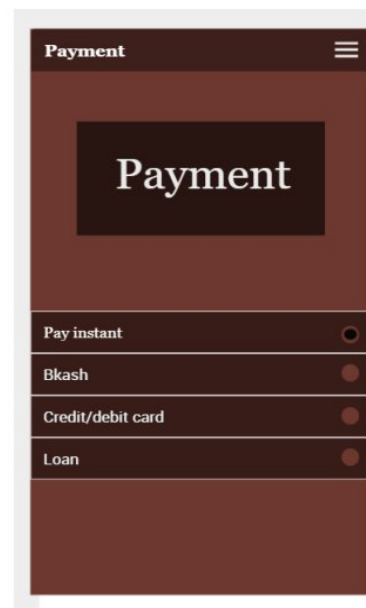 Payment
Payment
Pay instant
Bkash
Credit/debit card
Loan